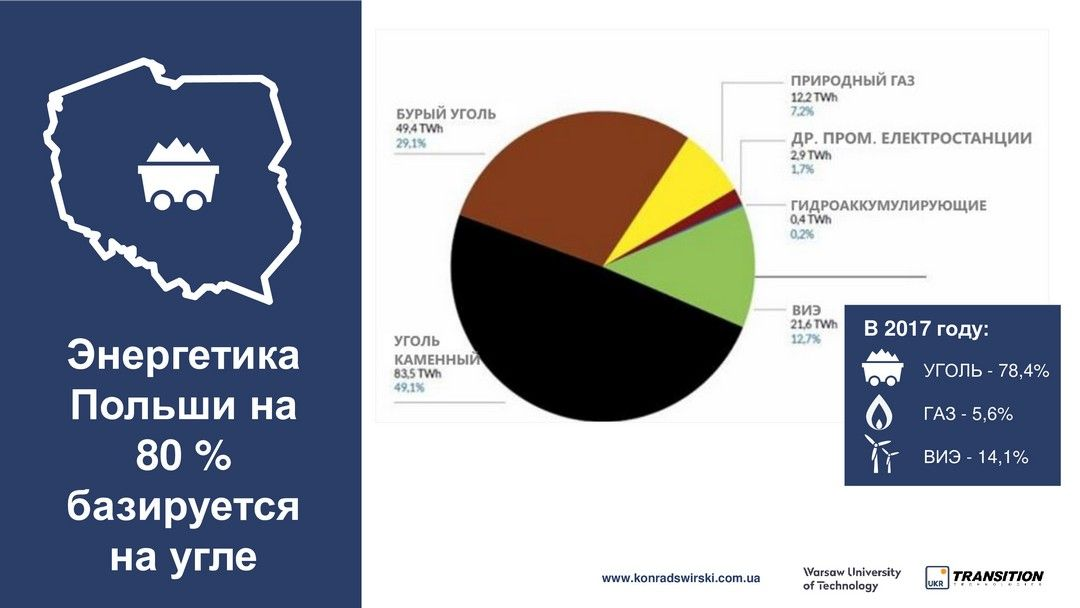 Энергетика
Польши на
80 %
базируется
на угле
БУРЫЙ УГОЛЬ
49,4 TWh
29,1%
УГОЛЬ
КАМЕННЫЙ
83,5 TWh
49,1%
ПРИРОДНЫЙ ГАЗ
12,2 TWh
7,2%
ДР. ПРОМ. ЕЛЕКТРОСТАНЦИИ
2,9 TWh
1,7%
ГИДРОАККУМУЛИРУЮЩИЕ
0,4 TWh
0,2%
ВИЭ
21,6 TWh
12,7%
В 2017 году:
УГОЛЬ - 78,4%
ГАЗ - 5,6%
ВИЭ - 14,1%
www.konradswirski.com.ua
Warsaw University
of Technology
UKR
TRANSITION
TECHNOLOGIES